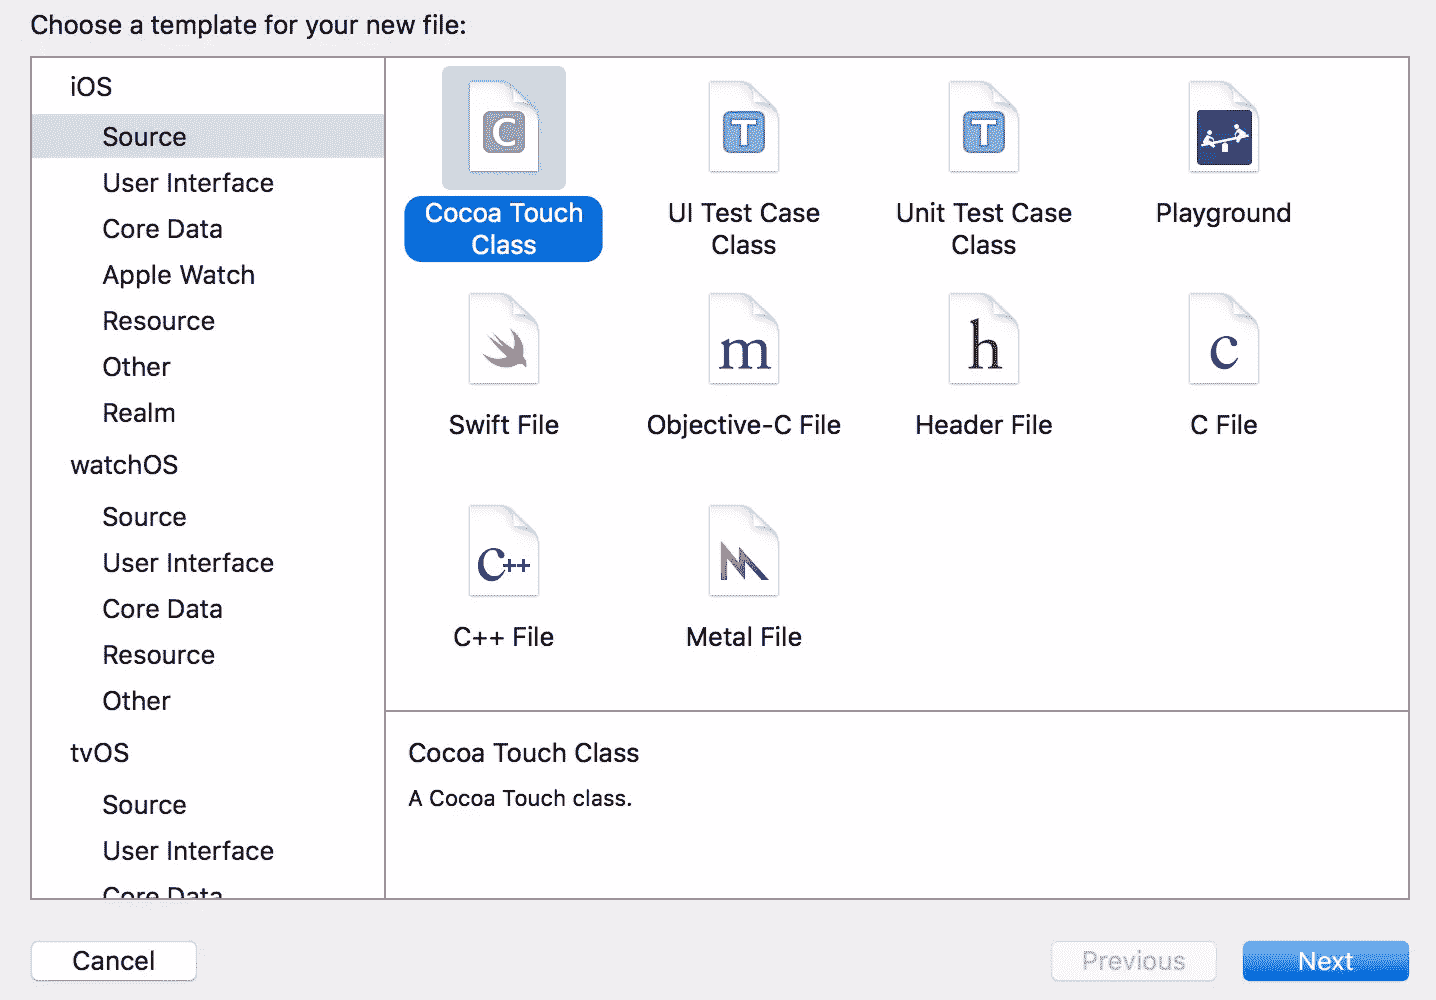 Choose a template for your new file:
iOS
Source
User Interface
Core Data
Apple Watch
Resource
Other
Realm
watchOS
Source
User Interface
Core Data
Resource
Other
tvOS
Source
User Interface
Core Data
C
T
T
Cocoa Touch
Class
UI Test Case
Class
Unit Test Case
Class
Playground
m
h
c
Swift File
Objective-C File
Header File
C File
C++
C++ File
Metal File
Cocoa Touch Class
A Cocoa Touch class.
Cancel
Previous
Next